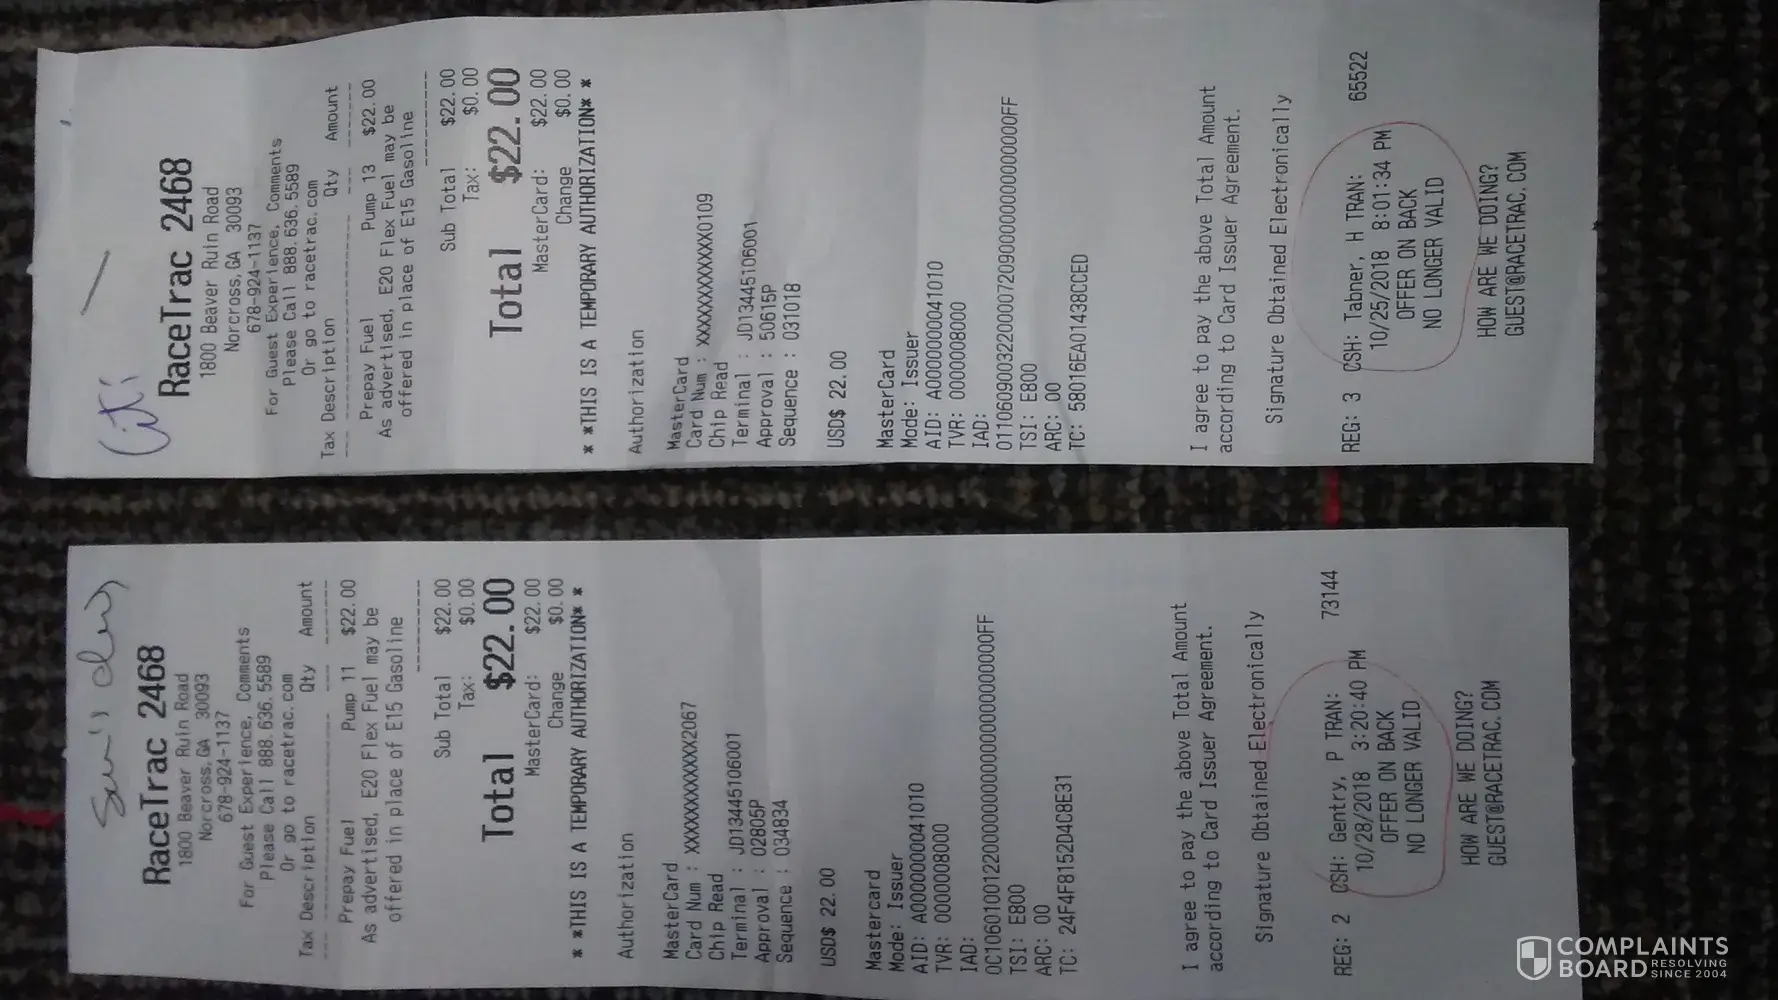 Citi
RaceTrac 2468
1800 Beaver Ruin Road
Norcross, GA 30093
678-924-1137
For Guest Experience, Comments
Please Call 888.636.5589
Or go to racetrac.com
Tax Description Qty Amount
Prepay Fuel Pump 13 $22.00
As advertised, E20 Flex Fuel may be
offered in place of E15 Gasoline
Sub Total $22.00
Tax: $0.00
Total $22.00
MasterCard: $22.00
Change $0.00
* *THIS IS A TEMPORARY AUTHORIZATION* *
Authorization
MasterCard
Card Num : XXXXXXXXXXXX0109
Chip Read
Terminal : JD13445106001
Approval : 50615P
Sequence : 031018
USD$ 22.00
MasterCard
Mode: Issuer
AID: A0000000041010
TVR: 0000008000
IAD:
TSI: E800
ARC: 00
TC: 58016EA01438CCED
I agree to pay the above Total Amount
according to Card Issuer Agreement.
Signature Obtained Electronically
REG: 3 CSH: Tabner, H TRAN: 65522
10/25/2018 8:01:34 PM
OFFER ON BACK
NO LONGER VALID
HOW ARE WE DOING?
GUEST@RACETRAC.COM
RaceTrac 2468
1800 Beaver Ruin Road
Norcross, GA 30093
678-924-1137
For Guest Experience, Comments
Please Call 888.636.5589
Or go to racetrac.com
Tax Description Qty Amount
Prepay Fuel Pump 11 $22.00
As advertised, E20 Flex Fuel may be
offered in place of E15 Gasoline
Sub Total $22.00
Tax: $0.00
Total $22.00
MasterCard: $22.00
Change $0.00
* *THIS IS A TEMPORARY AUTHORIZATION* *
Authorization
MasterCard
Card Num : XXXXXXXXXXXX2067
Chip Read
Terminal : JD13445106001
Approval : 02805P
Sequence : 034834
USD$ 22.00
Mastercard
Mode: Issuer
AID: A0000000041010
TVR: 0000008000
IAD:
TSI: E800
ARC: 00
TC: 24F4F8152D4C8E31
I agree to pay the above Total Amount
according to Card Issuer Agreement.
Signature Obtained Electronically
REG: 2 CSH: Gentry, P TRAN: 73144
10/28/2018 3:20:40 PM
OFFER ON BACK
NO LONGER VALID
HOW ARE WE DOING?
GUEST@RACETRAC.COM
COMPLAINTS
BOARD RESOLVING
SINCE 2004